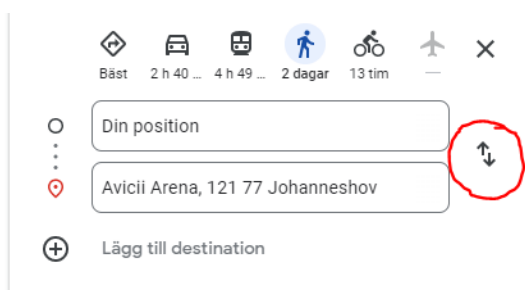 Bäst 2 h 40 ... 4 h 49 ... 2 dagar 13 tim —
Din position
Avicii Arena, 121 77 Johanneshov
Lägg till destination